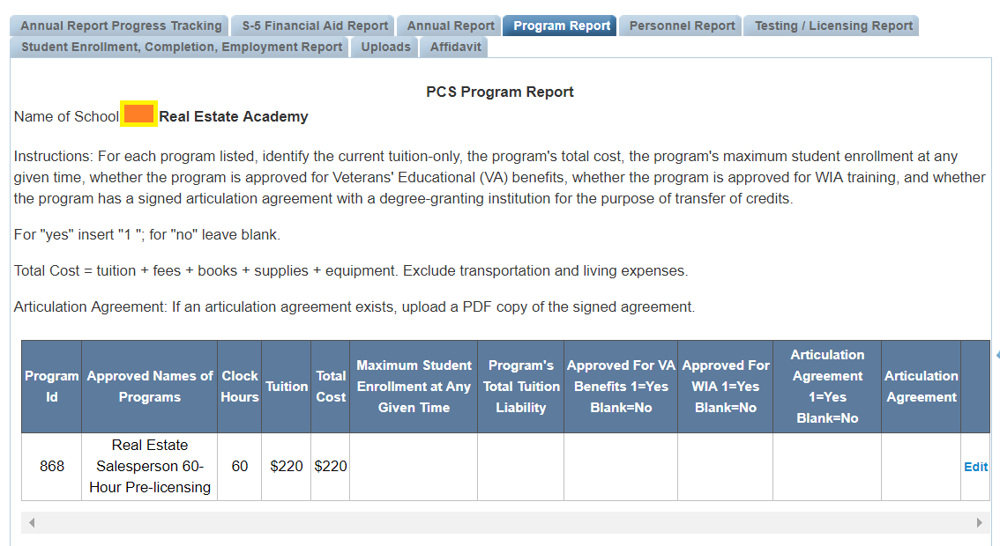 Annual Report Progress Tracking S-5 Financial Aid Report Annual Report Program Report Personnel Report Testing / Licensing Report
Student Enrollment, Completion, Employment Report Uploads Affidavit
PCS Program Report
Name of School Real Estate Academy
Instructions: For each program listed, identify the current tuition-only, the program's total cost, the program's maximum student enrollment at any
given time, whether the program is approved for Veterans' Educational (VA) benefits, whether the program is approved for WIA training, and whether
the program has a signed articulation agreement with a degree-granting institution for the purpose of transfer of credits.
For "yes" insert "1 "; for "no" leave blank.
Total Cost = tuition + fees + books + supplies + equipment. Exclude transportation and living expenses.
Articulation Agreement: If an articulation agreement exists, upload a PDF copy of the signed agreement.
Program
Id
Approved Names of
Programs
Clock
Hours
Tuition
Total
Cost
Maximum Student
Enrollment at Any
Given Time
Program's
Total Tuition
Liability
Approved For VA
Benefits 1=Yes
Blank=No
Approved For
WIA 1=Yes
Blank=No
Articulation
Agreement
1=Yes
Blank=No
Articulation
Agreement
868
Real Estate
Salesperson 60-
Hour Pre-licensing
60
$220
$220
Edit